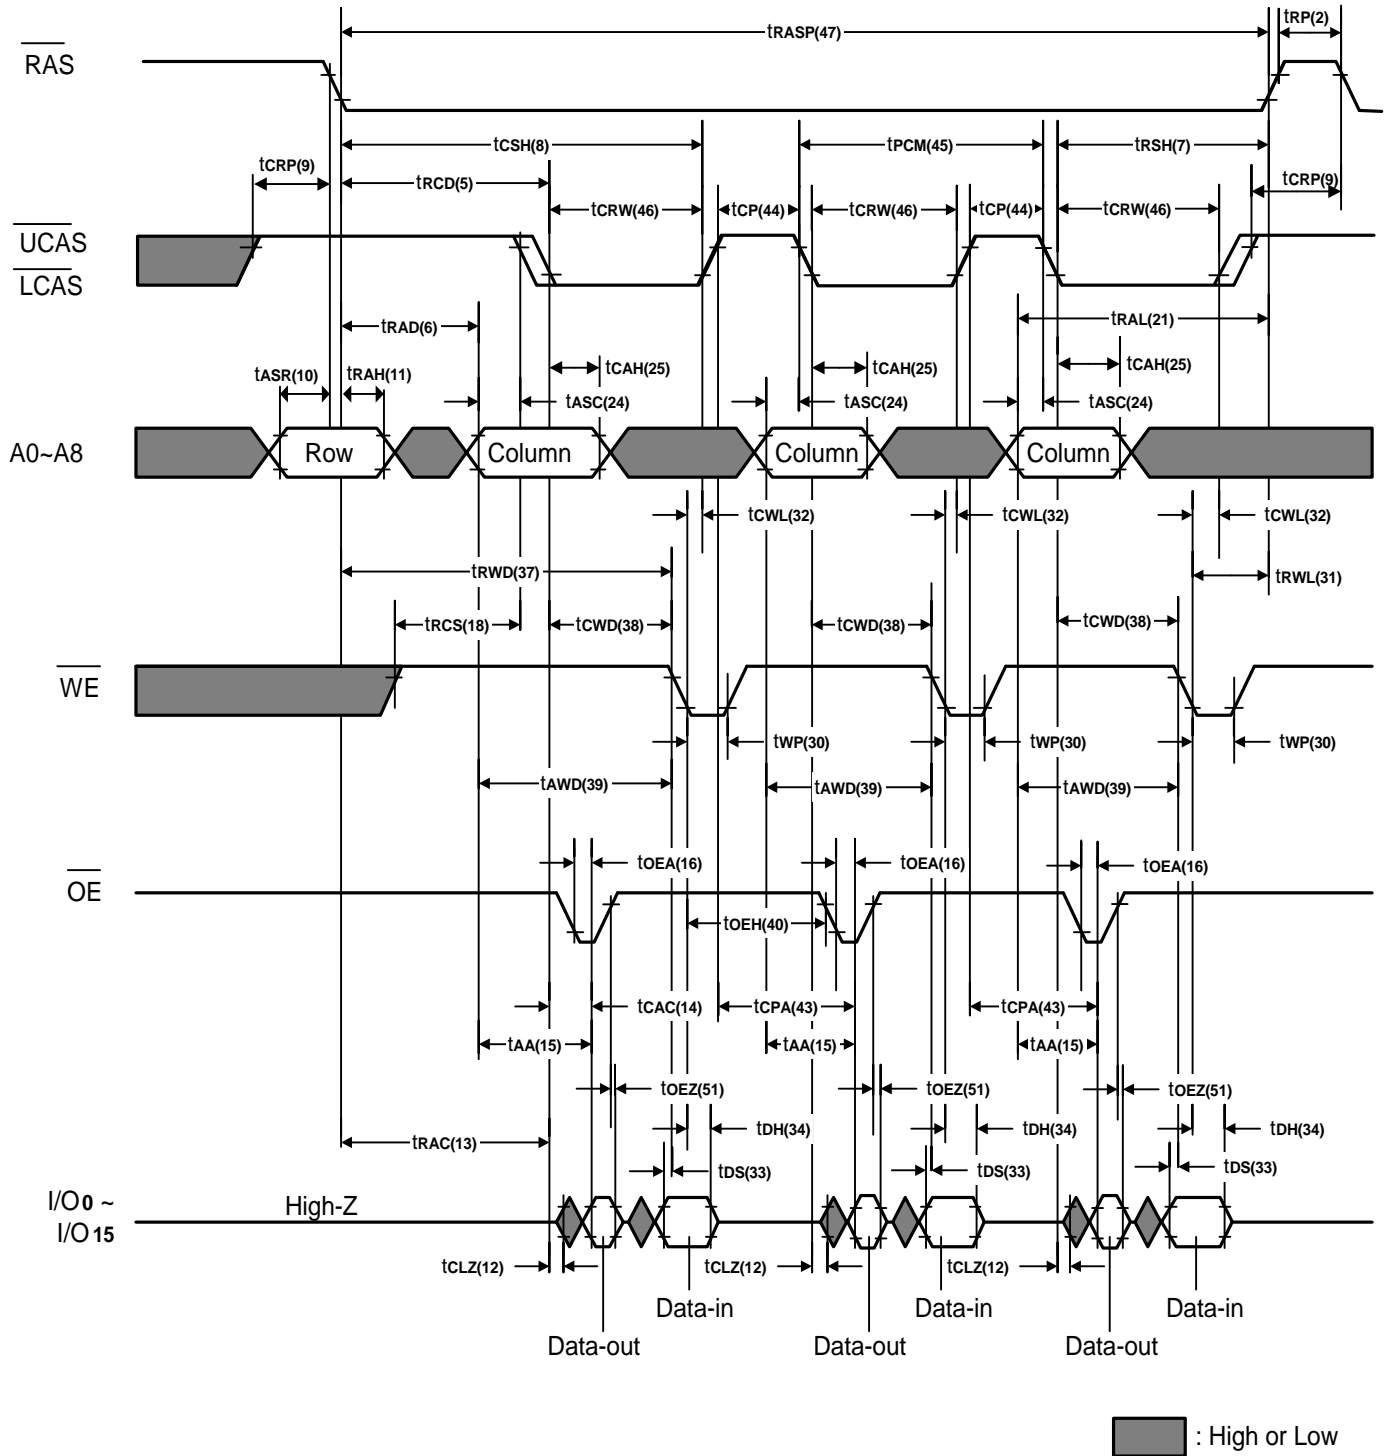 tRASP(47) tRP(2)
RAS
tCSH(8) tPCM(45) tRSH(7)
tCRP(9) tRCD(5) tCRP(9)
tCRW(46) tCP(44) tCRW(46) tCP(44) tCRW(46)
UCAS
LCAS
tRAD(6) tRAL(21)
tCAH(25) tCAH(25) tCAH(25)
tASR(10) tRAH(11) tASC(24) tASC(24) tASC(24)
A0~A8 Row Column Column Column
tCWL(32) tCWL(32) tCWL(32)
tRWD(37) tRWL(31)
tRCS(18) tCWD(38) tCWD(38) tCWD(38)
WE
tWP(30) tWP(30) tWP(30)
tAWD(39) tAWD(39) tAWD(39)
tOEA(16) tOEA(16) tOEA(16)
OE
tOEH(40)
tCAC(14) tCPA(43) tCPA(43)
tAA(15) tAA(15) tAA(15)
tOEZ(51) tOEZ(51) tOEZ(51)
tRAC(13) tDH(34) tDH(34) tDH(34)
tDS(33) tDS(33) tDS(33)
I/O0 ~ High-Z
I/O15
tCLZ(12) tCLZ(12) tCLZ(12)
Data-in Data-in Data-in
Data-out Data-out Data-out
: High or Low